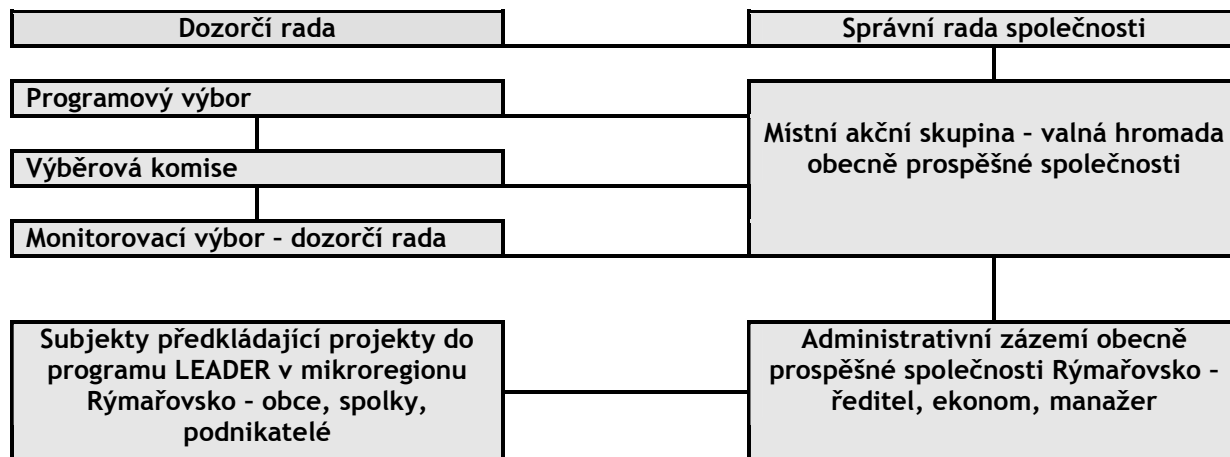 Dozorčí rada
Správní rada společnosti
Programový výbor
Místní akční skupina – valná hromada
obecně prospěšné společnosti
Výběrová komise
Monitorovací výbor – dozorčí rada
Subjekty předkládající projekty do
programu LEADER v mikroregionu
Rýmařovsko – obce, spolky,
podnikatelé
Administrativní zázemí obecně
prospěšné společnosti Rýmařovsko –
ředitel, ekonom, manažer